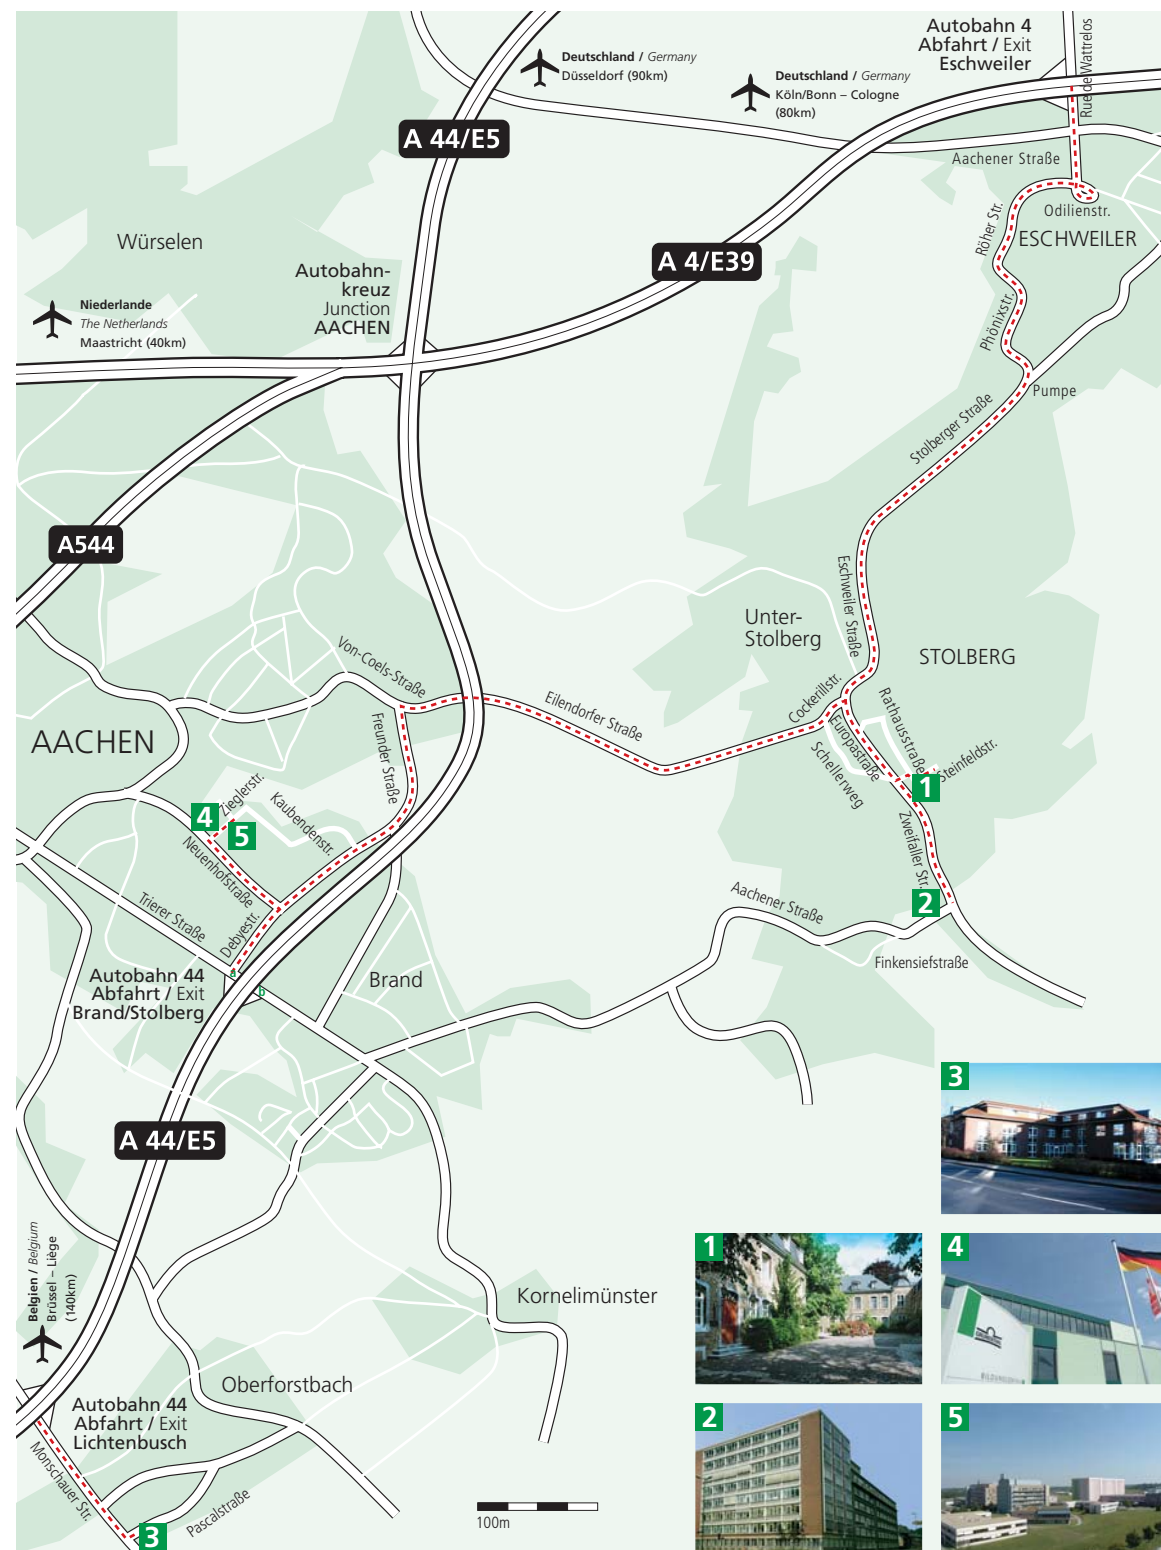 Autobahn 4
Abfahrt / Exit
Eschweiler
Rue de Wattrelos
Deutschland / Germany
Düsseldorf (90km)
Deutschland / Germany
Köln/Bonn – Cologne
(80km)
A 44/E5
Aachener Straße
Odilienstr.
Röher Str.
ESCHWEILER
Würselen
A 4/E39
Autobahn-
kreuz
Junction
AACHEN
Niederlande
The Netherlands
Maastricht (40km)
Phönixstr.
Pumpe
Stolberger Straße
A544
Eschweiler Straße
Unter-
Stolberg
STOLBERG
Von-Coels-Straße
Eilendorfer Straße
Cockerillstr.
Rathausstraße
Europastraße
Schellerweg
Steinfeldstr.
1
AACHEN
Freunder Straße
Zieglerstr.
Kaubendenstr.
4
5
Neuenhofstraße
Zweifaller Str.
2
Trierer Straße
Debyestr.
Aachener Straße
Finkensiefstraße
a
b
Autobahn 44
Abfahrt / Exit
Brand/Stolberg
Brand
3
A 44/E5
1
4
Belgien / Belgium
Brüssel – Liège
(140km)
Kornelimünster
Oberforstbach
Autobahn 44
Abfahrt / Exit
Lichtenbusch
2
5
Monschauer Str.
Pascalstraße
3
100m